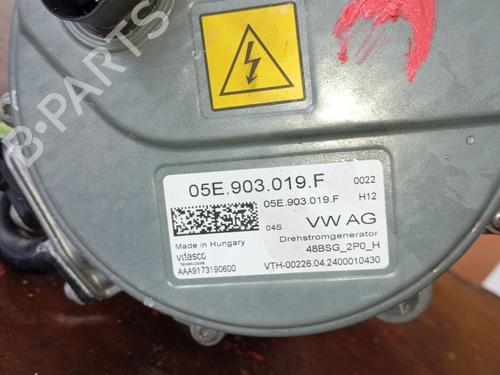 B-PARTS
05E.903.019.F 0022
05E.903.019.F H12
04S VW AG
Made in Hungary Drehstromgenerator
vitesco 48BSG_2P0_H
TECHNOLOGIES
AAA9173190600 VTH-00226.04.2400010430